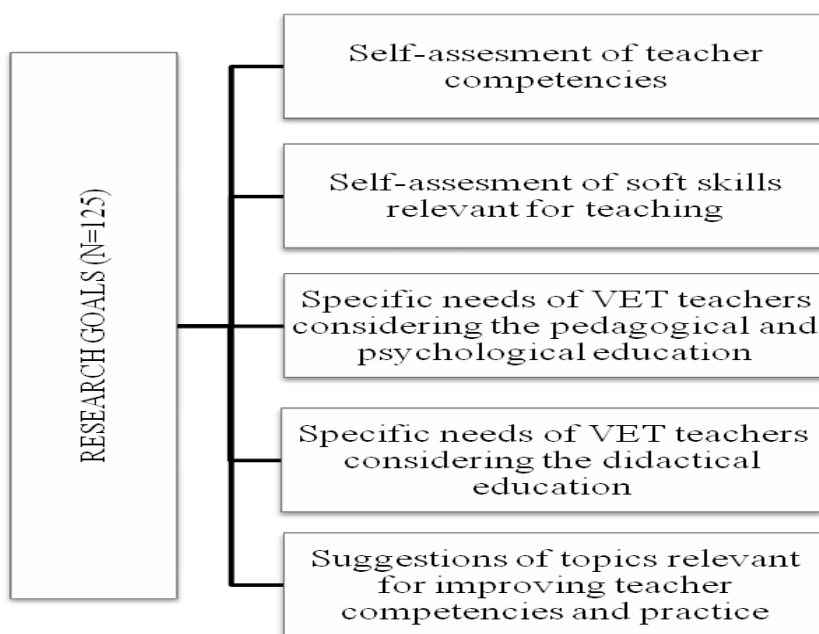 RESEARCH GOALS (N=125)
Self-assesment of teacher
competencies
Self-assesment of soft skills
relevant for teaching
Specific needs of VET teachers
considering the pedagogical and
psychological education
Specific needs of VET teachers
considering the didactical
education
Suggestions of topics relevant
for improving teacher
competencies and practice